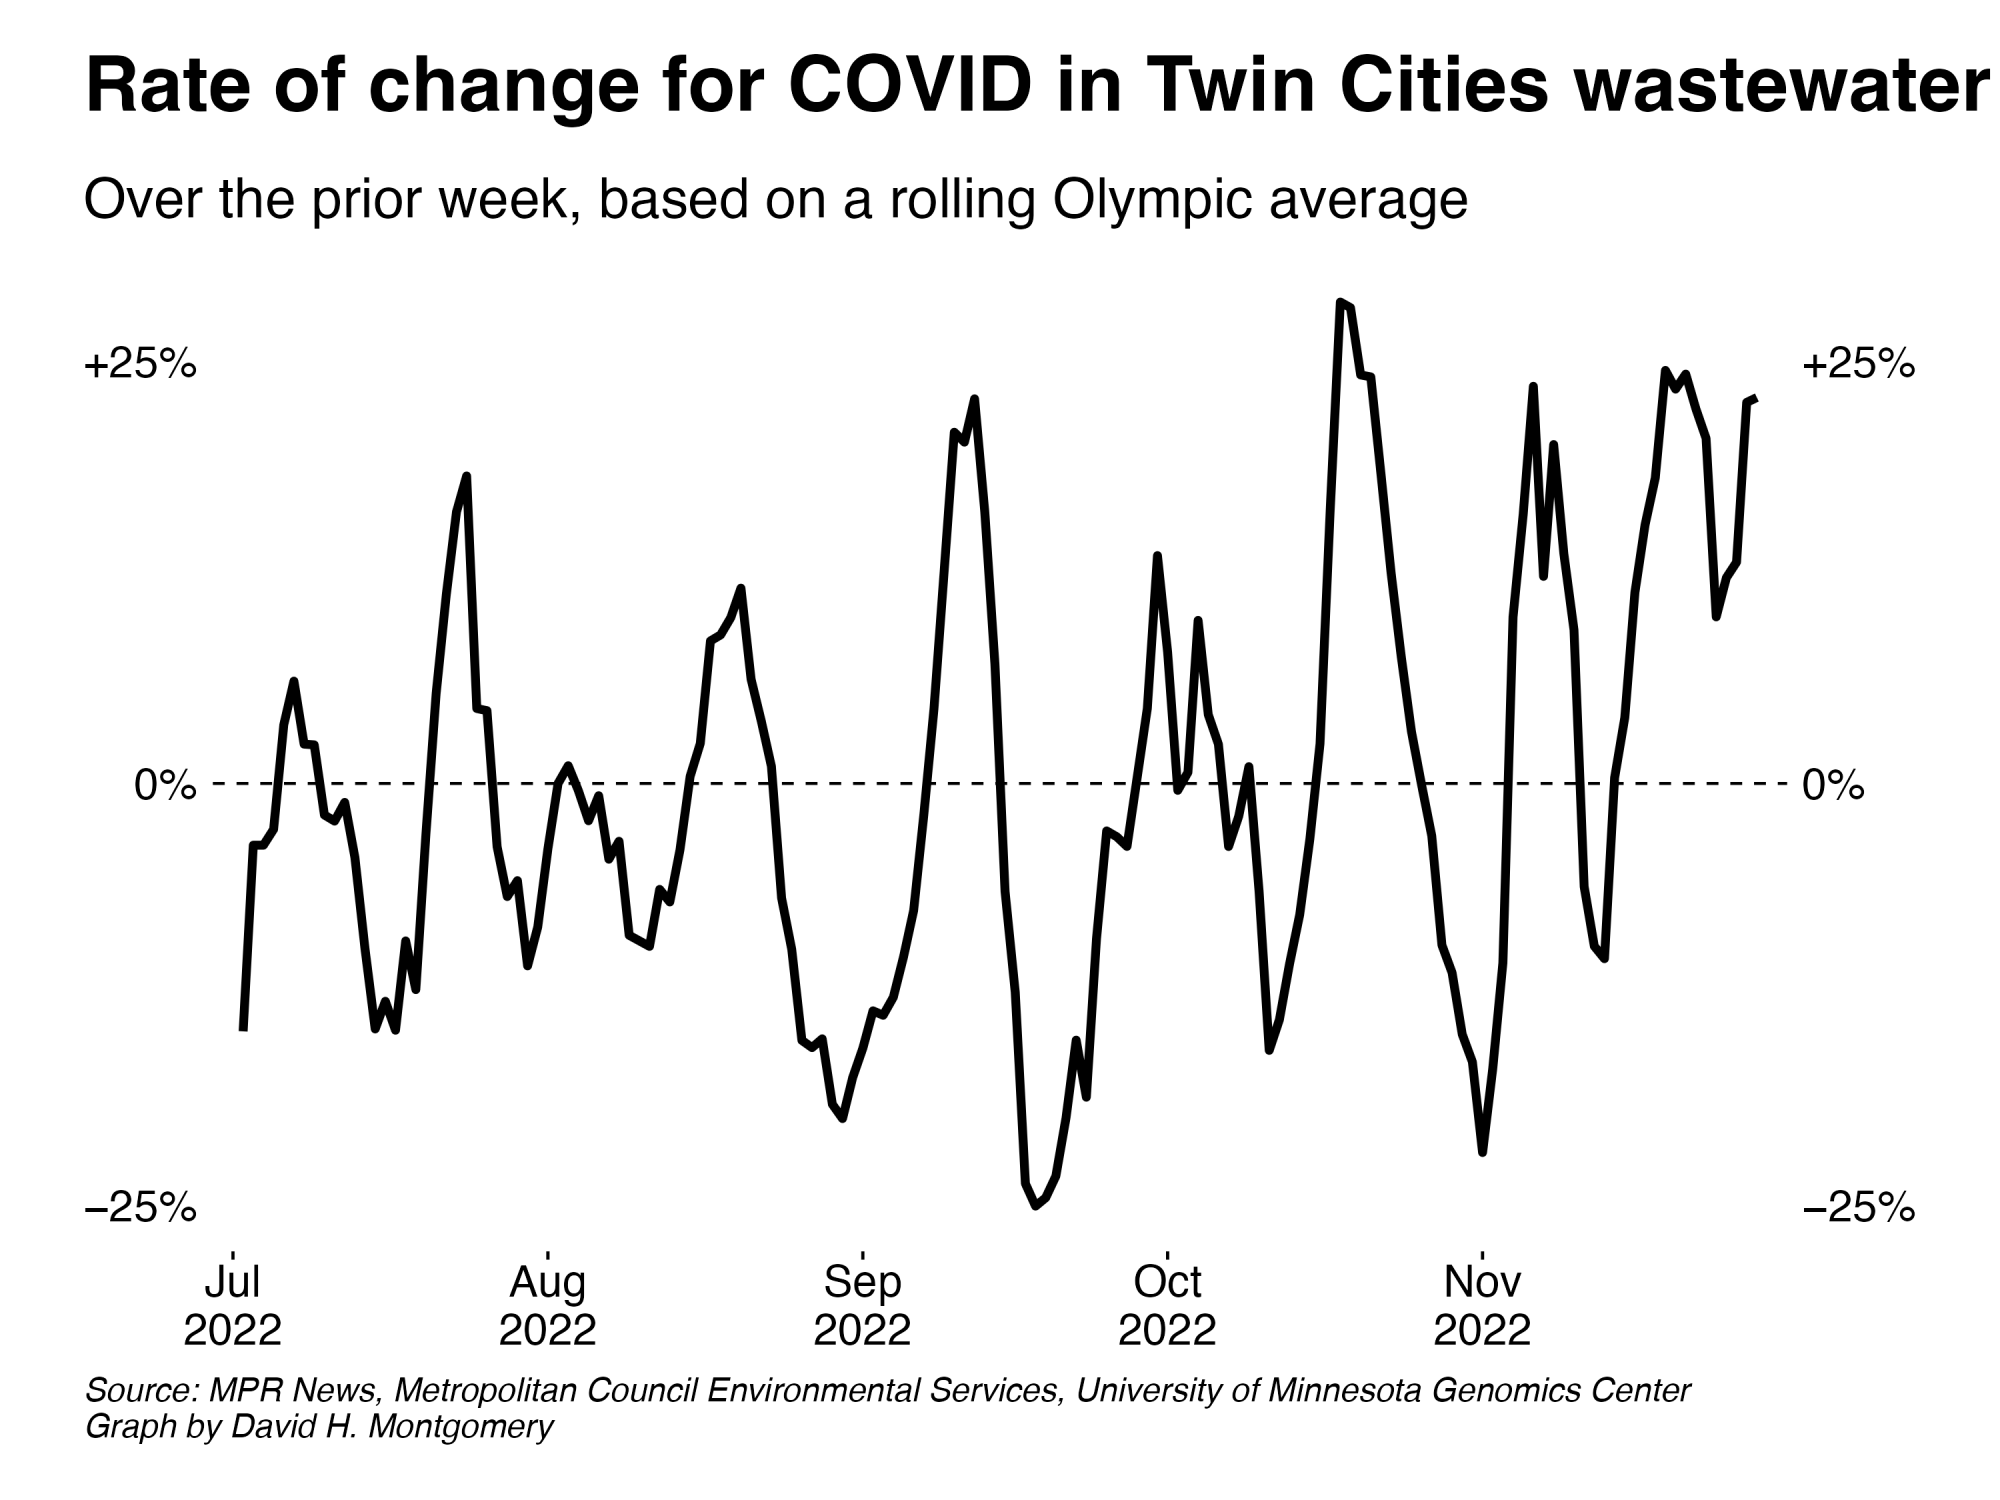 Rate of change for COVID in Twin Cities wastewater
Over the prior week, based on a rolling Olympic average
+25% +25%
0% 0%
−25% −25%
Jul Aug Sep Oct Nov
2022 2022 2022 2022 2022
Source: MPR News, Metropolitan Council Environmental Services, University of Minnesota Genomics Center
Graph by David H. Montgomery